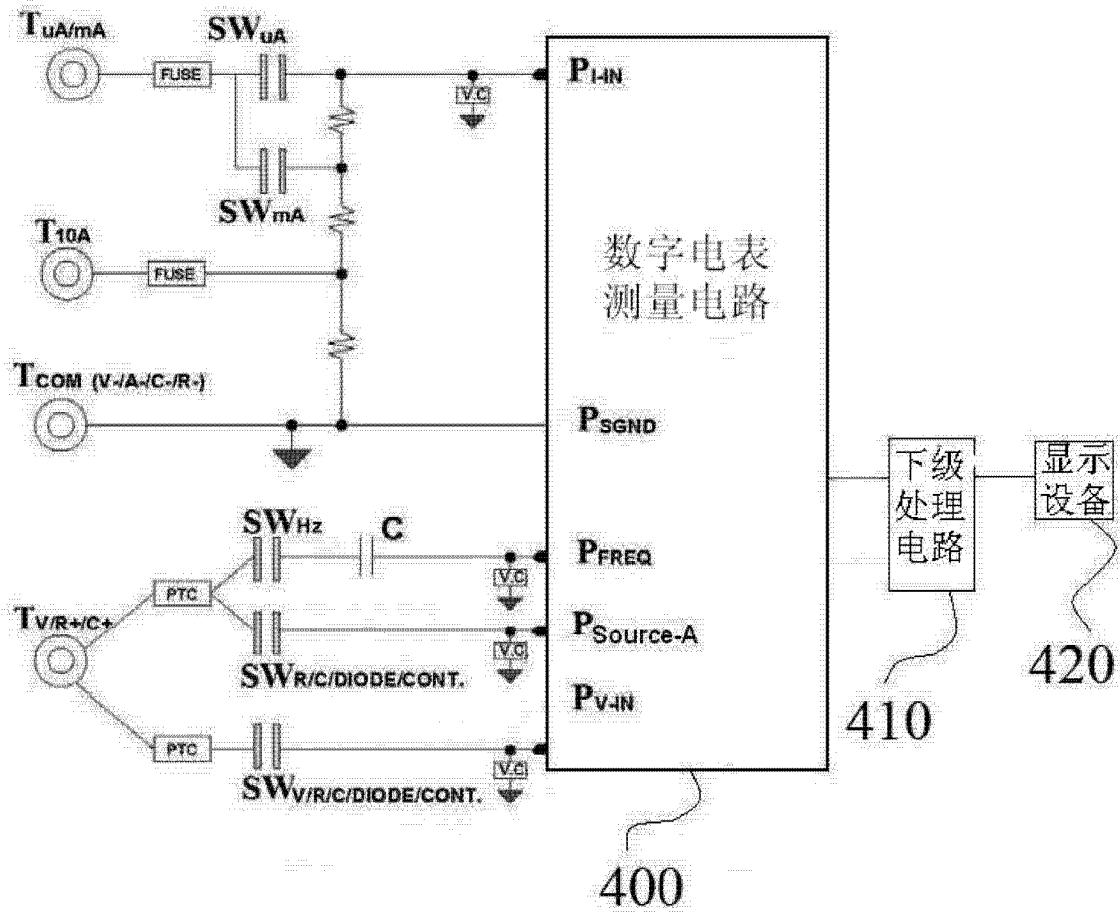 TuA/mA
SWuA
FUSE
PI-IN
V.C
SWmA
T10A
FUSE
数字电表
测量电路
TCOM (V-/A-/C-/R-)
PSGND
下级
处理
电路
显示
设备
SWHz
C
PFREQ
V.C
PTC
TV/R+/C+
PSource-A
V.C
SWR/C/DIODE/CONT.
PV-IN
PTC
V.C
SWV/R/C/DIODE/CONT.
410
420
400